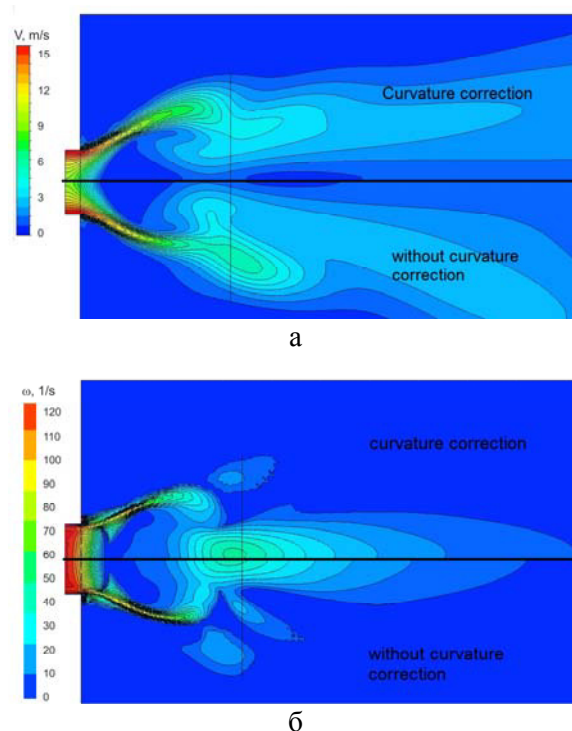 V, m/s
15
12
9
6
3
0
Curvature correction
without curvature
correction
а
ω, 1/s
120
110
100
90
80
70
60
50
40
30
20
10
0
curvature correction
without curvature
correction
б